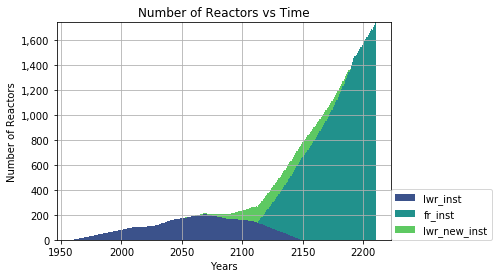 Number of Reactors vs Time
Number of Reactors
1,600
1,400
1,200
1,000
800
600
400
200
0
1950
2000
2050
2100
2150
2200
Years
lwr_inst
fr_inst
lwr_new_inst